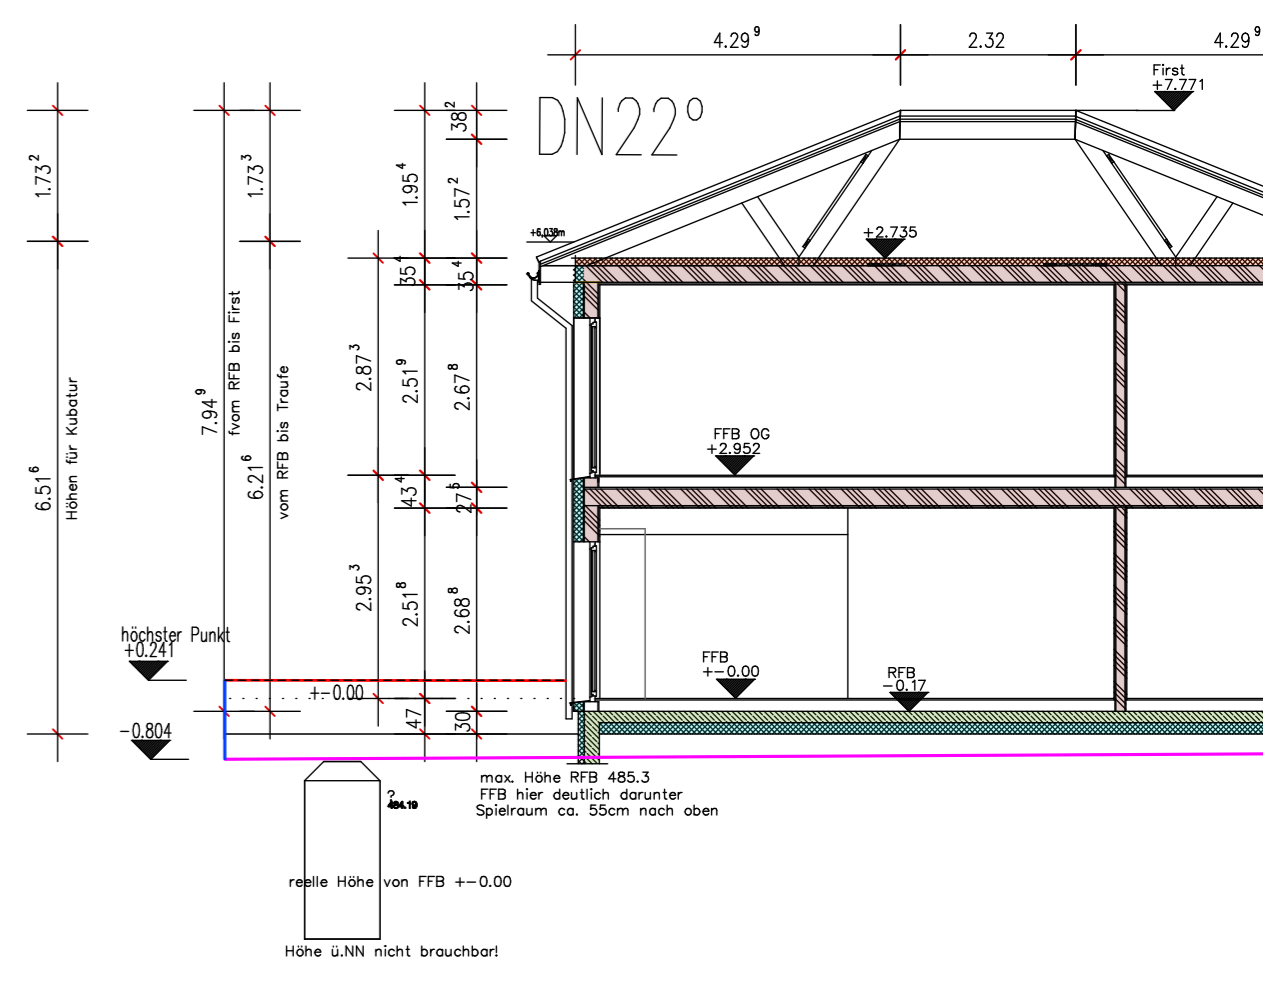 4.29⁹
2.32
4.29⁹
First
+7.771
DN22°
38²
1.73²
1.73³
1.95⁴
1.57²
+6,038m
+2.735
35⁴
35⁴
7.94⁹
fvom RFB bis First
2.87³
2.51⁹
2.67⁸
6.51⁶
Höhen für Kubatur
6.21⁶
vom RFB bis Traufe
FFB OG
+2.952
43⁴
27⁵
2.95³
2.51⁸
2.68⁸
höchster Punkt
+0.241
FFB
+-0.00
RFB
-0.17
+-0.00
47
30
-0.804
max. Höhe RFB 485.3
FFB hier deutlich darunter
Spielraum ca. 55cm nach oben
?
484.19
reelle Höhe von FFB +-0.00
Höhe ü.NN nicht brauchbar!